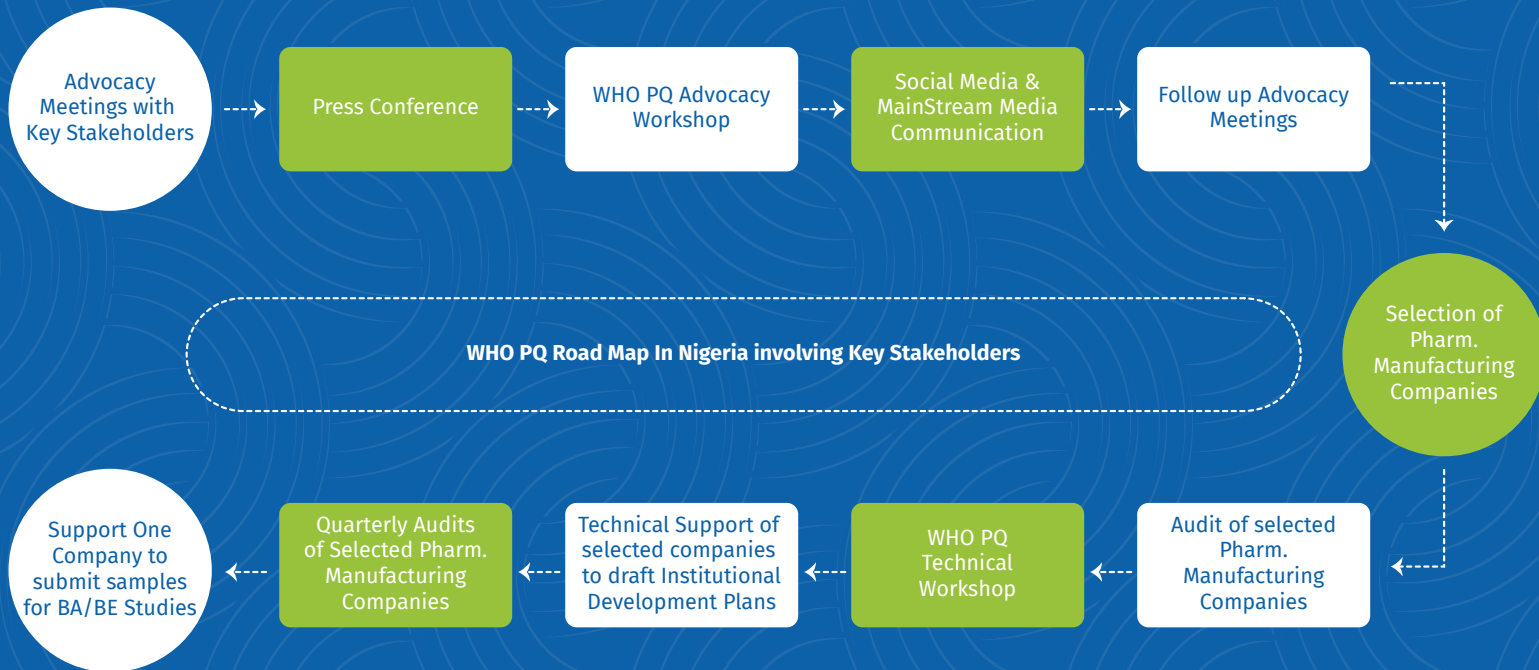 Advocacy
Meetings with
Key Stakeholders
Press Conference
WHO PQ Advocacy
Workshop
Social Media &
MainStream Media
Communication
Follow up Advocacy
Meetings
Selection of
Pharm.
Manufacturing
Companies
WHO PQ Road Map In Nigeria involving Key Stakeholders
Audit of selected
Pharm.
Manufacturing
Companies
WHO PQ
Technical
Workshop
Technical Support of
selected companies
to draft Institutional
Development Plans
Quarterly Audits
of Selected Pharm.
Manufacturing
Companies
Support One
Company to
submit samples
for BA/BE Studies